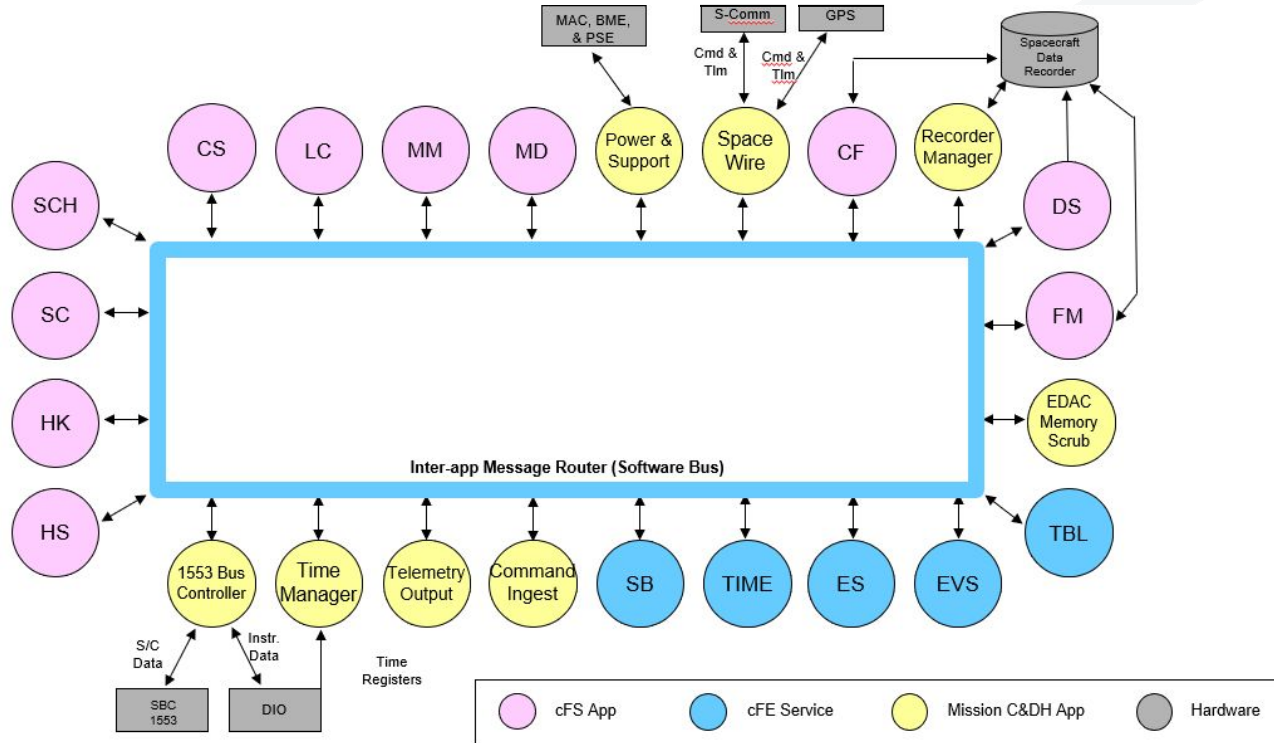 MAC, BME,
& PSE
S-Comm
GPS
Spacecraft
Data
Recorder
Cmd &
Tlm
Cmd &
Tlm
CS
LC
MM
MD
Power &
Support
Space
Wire
CF
Recorder
Manager
SCH
DS
SC
FM
HK
EDAC
Memory
Scrub
Inter-app Message Router (Software Bus)
HS
TBL
1553 Bus
Controller
Time
Manager
Telemetry
Output
Command
Ingest
SB
TIME
ES
EVS
S/C
Data
Instr.
Data
Time
Registers
SBC
1553
DIO
cFS App
cFE Service
Mission C&DH App
Hardware